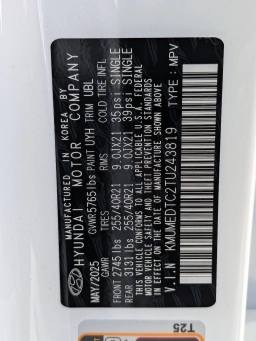 MANUFACTURED IN KOREA BY
HYUNDAI MOTOR COMPANY
GVWR 5765 lbs PAINT UYH TRIM UBL
MAY/2025 TIRES RIMS COLD TIRE INFL
FRONT 2745 lbs 255/40R21 9.0JX21 35psi SINGLE
GAWR
REAR 3131 lbs 255/40R21 9.0JX21 39psi SINGLE
THIS VEHICLE CONFORMS TO ALL APPLICABLE U.S.A. FEDERAL
MOTOR VEHICLE SAFETY AND THEFT PREVENTION STANDARDS
IN EFFECT ON THE DATE OF MANUFACTURE SHOWN ABOVE.
V.I.N KMUMEDTC2TU243819 TYPE: MPV
T25